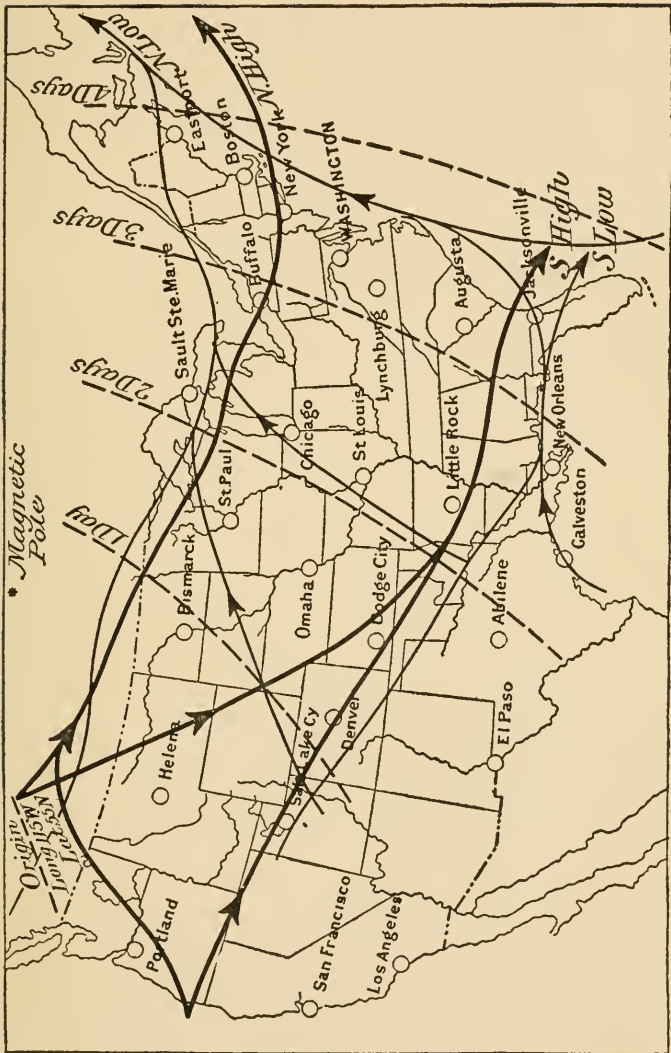 * Magnetic
Pole
Origin
Long 115 W
Lat. 55 N
1 Day
2 Days
3 Days
4 Days
N. Low
N. High
S High
S Low
Portland
Helena
Bismarck
St. Paul
Sault Ste. Marie
Buffalo
Boston
Eastport
New York
WASHINGTON
Lynchburg
Chicago
Omaha
St Louis
Salt Lake Cy
Denver
Dodge City
San Francisco
Los Angeles
El Paso
Abilene
Little Rock
Augusta
Jacksonville
New Orleans
Galveston